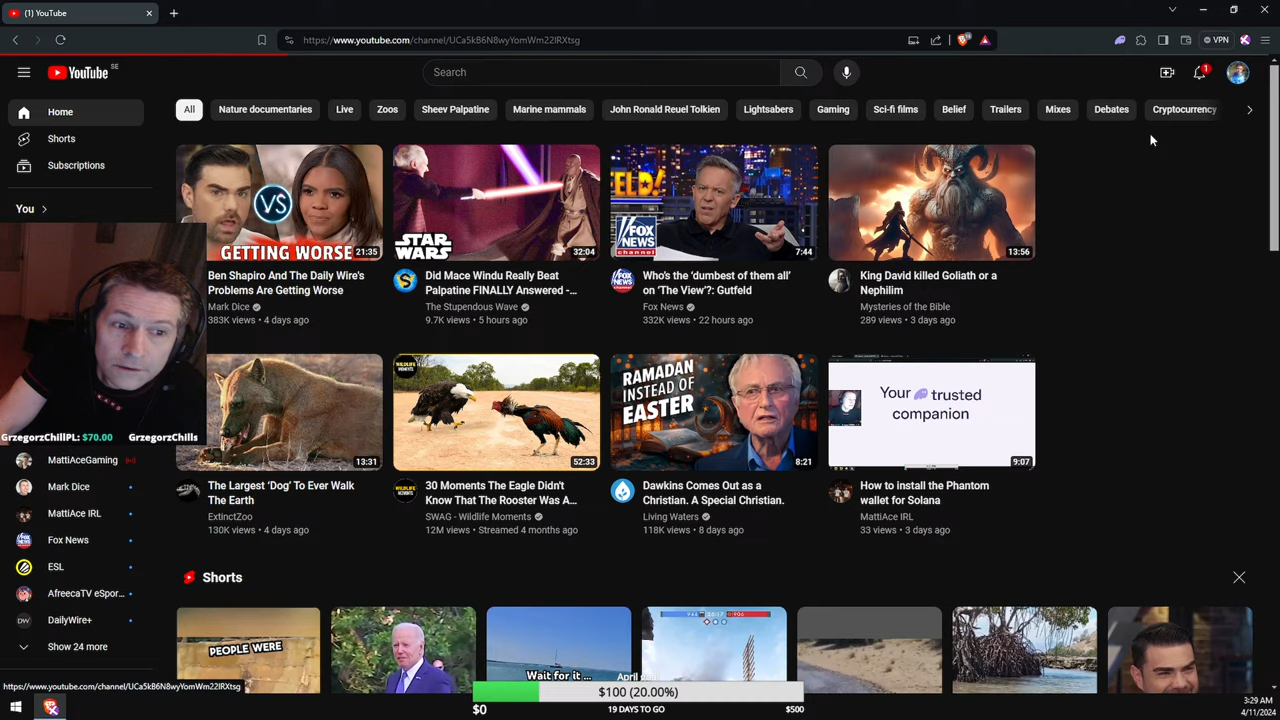 (1) YouTube
https://www.youtube.com/channel/UCa5kB6N8wyYomWm22lRXtsg
VPN
YouTube SE
Search
1
Home
Shorts
Subscriptions
You
All
Nature documentaries
Live
Zoos
Sheev Palpatine
Marine mammals
John Ronald Reuel Tolkien
Lightsabers
Gaming
Sci-fi films
Belief
Trailers
Mixes
Debates
Cryptocurrency
VS
GETTING WORSE
21:35
Ben Shapiro And The Daily Wire's
Problems Are Getting Worse
Mark Dice
383K views • 4 days ago
STAR
WARS
32:04
Did Mace Windu Really Beat
Palpatine FINALLY Answered -...
The Stupendous Wave
9.7K views • 5 hours ago
FOX
NEWS
channel
7:44
Who's the 'dumbest of them all'
on 'The View'?: Gutfeld
Fox News
332K views • 22 hours ago
13:56
King David killed Goliath or a
Nephilim
Mysteries of the Bible
289 views • 3 days ago
13:31
The Largest 'Dog' To Ever Walk
The Earth
ExtinctZoo
130K views • 4 days ago
WILDLIFE
MOMENTS
52:33
30 Moments The Eagle Didn't
Know That The Rooster Was A...
SWAG - Wildlife Moments
12M views • Streamed 4 months ago
RAMADAN
INSTEAD OF
EASTER
8:21
Dawkins Comes Out as a
Christian. A Special Christian.
Living Waters
118K views • 8 days ago
Your trusted
companion
9:07
How to install the Phantom
wallet for Solana
MattiAce IRL
33 views • 3 days ago
GrzegorzChillPL: $70.00 GrzegorzChills
MattiAceGaming
Mark Dice
MattiAce IRL
Fox News
ESL
AfreecaTV eSpor...
DailyWire+
DW
Show 24 more
Shorts
PEOPLE WERE
Wait for it ...
April goal
$100 (20.00%)
$0
19 DAYS TO GO
$500
https://www.youtube.com/channel/UCa5kB6N8wyYomWm22lRXtsg
3:29 AM
4/11/2024